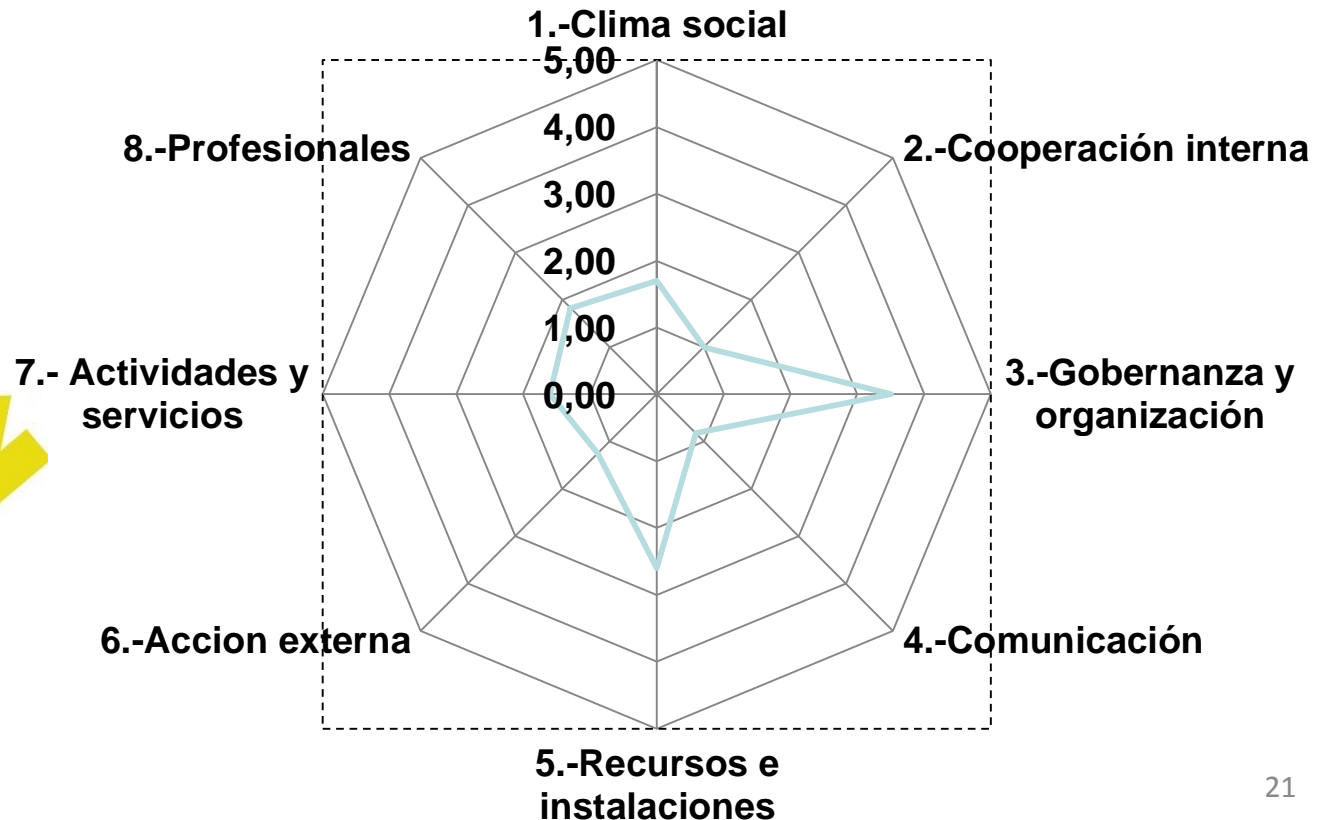 1.-Clima social
5,00
8.-Profesionales
4,00
2.-Cooperación interna
3,00
2,00
1,00
7.- Actividades y
servicios
0,00
3.-Gobernanza y
organización
6.-Accion externa
4.-Comunicación
5.-Recursos e
instalaciones
21